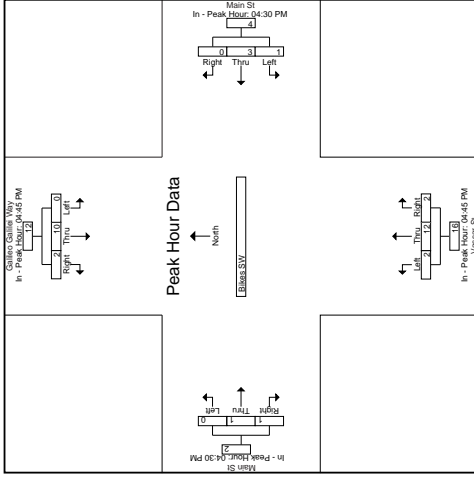 Main St
In - Peak Hour: 04:30 PM
4
0 3 1
Right Thru Left
Galileo Galilei Way
In - Peak Hour: 04:45 PM
12
0 10 2
Left Thru Right
Peak Hour Data
North
Bikes SW
Right Thru Left
2 12 2
16
In - Peak Hour: 04:45 PM
Left Thru Right
0 1 1
2
In - Peak Hour: 04:30 PM
Main St